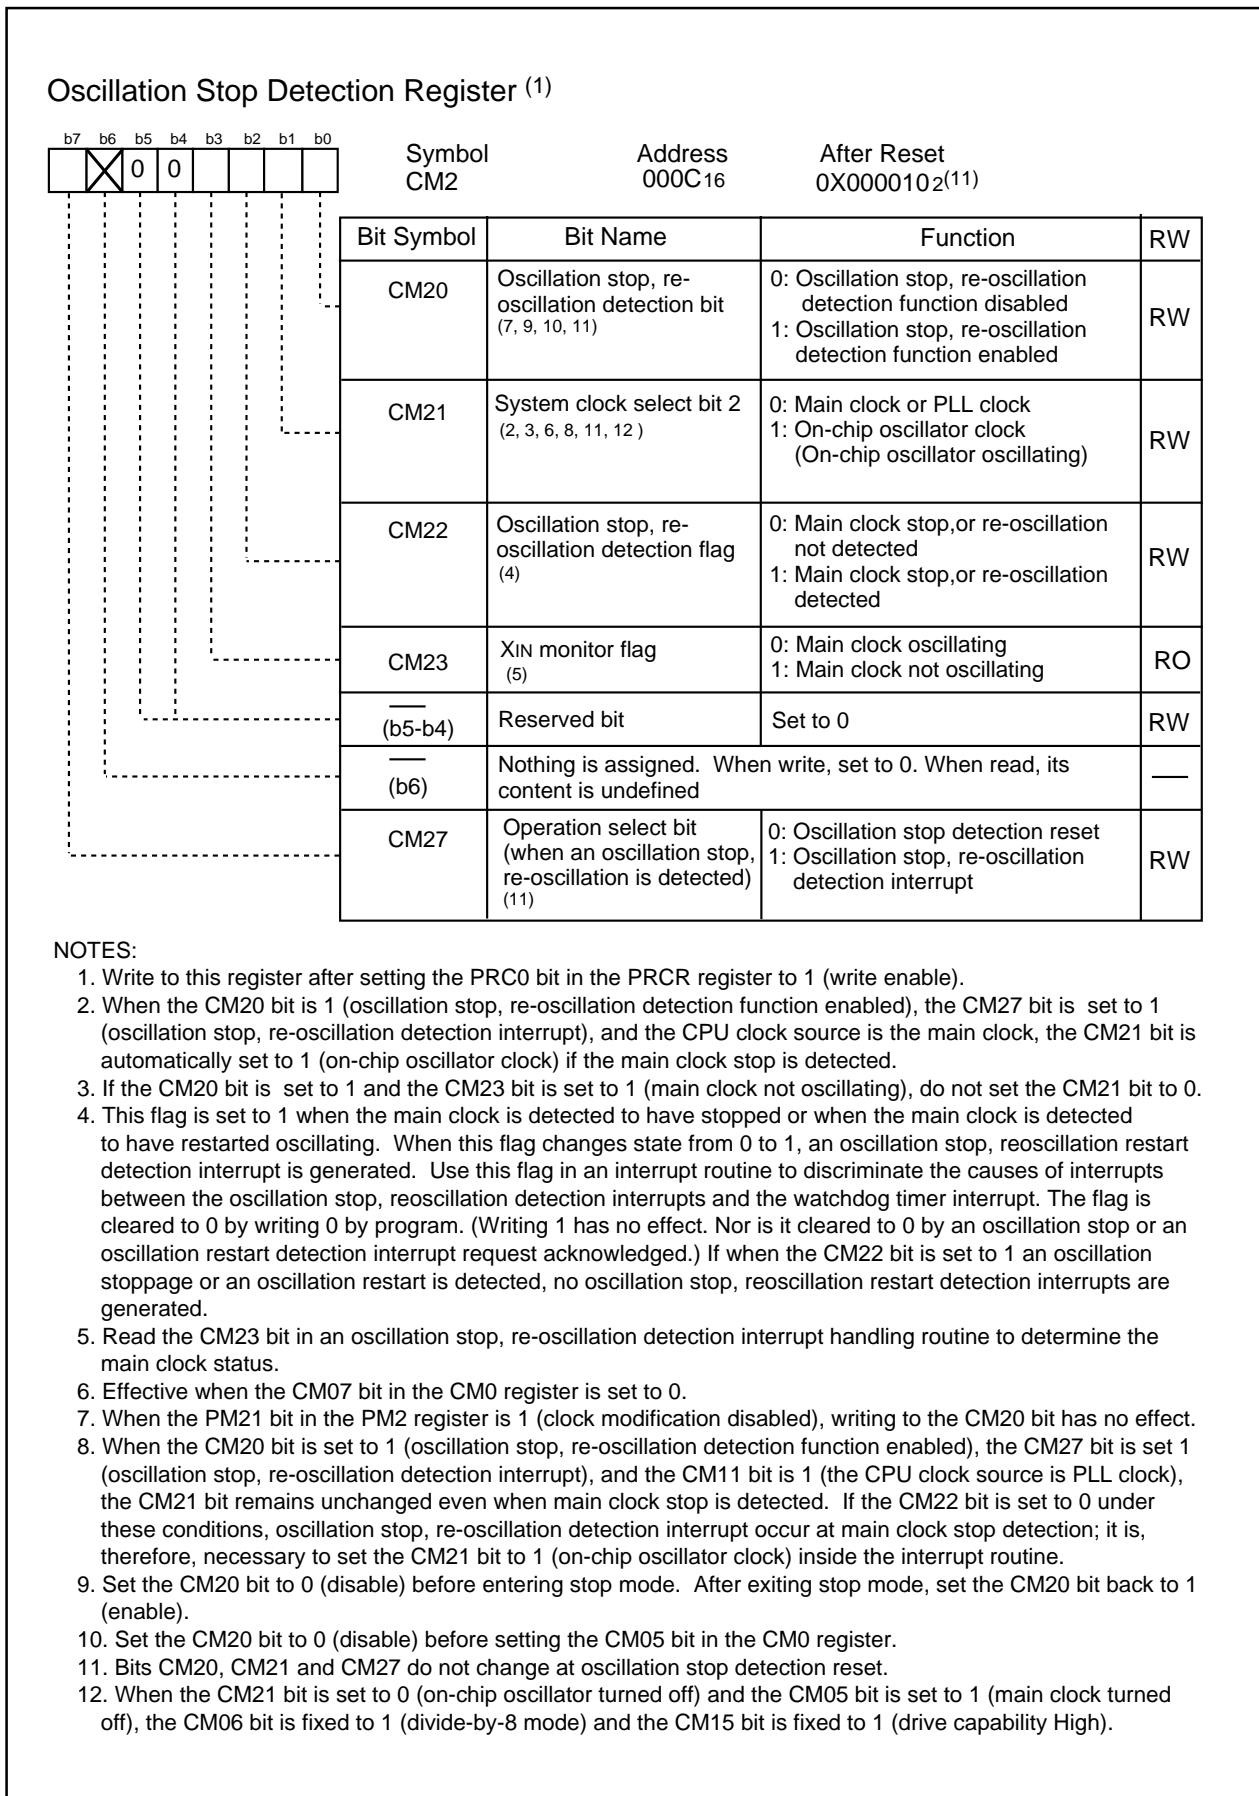 Oscillation Stop Detection Register (1)
b7 b6 b5 b4 b3 b2 b1 b0
0 0
Symbol Address After Reset
CM2 000C16 0X0000102(11)
Bit Symbol Bit Name Function RW
CM20
Oscillation stop, re-
oscillation detection bit
(7, 9, 10, 11)
0: Oscillation stop, re-oscillation
detection function disabled
1: Oscillation stop, re-oscillation
detection function enabled
RW
CM21
System clock select bit 2
(2, 3, 6, 8, 11, 12 )
0: Main clock or PLL clock
1: On-chip oscillator clock
(On-chip oscillator oscillating)
RW
CM22
Oscillation stop, re-
oscillation detection flag
(4)
0: Main clock stop,or re-oscillation
not detected
1: Main clock stop,or re-oscillation
detected
RW
CM23
XIN monitor flag
(5)
0: Main clock oscillating
1: Main clock not oscillating
RO
(b5-b4)
Reserved bit
Set to 0
RW
(b6)
Nothing is assigned. When write, set to 0. When read, its
content is undefined
CM27
Operation select bit
(when an oscillation stop,
re-oscillation is detected)
(11)
0: Oscillation stop detection reset
1: Oscillation stop, re-oscillation
detection interrupt
RW
NOTES:
1. Write to this register after setting the PRC0 bit in the PRCR register to 1 (write enable).
2. When the CM20 bit is 1 (oscillation stop, re-oscillation detection function enabled), the CM27 bit is set to 1
(oscillation stop, re-oscillation detection interrupt), and the CPU clock source is the main clock, the CM21 bit is
automatically set to 1 (on-chip oscillator clock) if the main clock stop is detected.
3. If the CM20 bit is set to 1 and the CM23 bit is set to 1 (main clock not oscillating), do not set the CM21 bit to 0.
4. This flag is set to 1 when the main clock is detected to have stopped or when the main clock is detected
to have restarted oscillating. When this flag changes state from 0 to 1, an oscillation stop, reoscillation restart
detection interrupt is generated. Use this flag in an interrupt routine to discriminate the causes of interrupts
between the oscillation stop, reoscillation detection interrupts and the watchdog timer interrupt. The flag is
cleared to 0 by writing 0 by program. (Writing 1 has no effect. Nor is it cleared to 0 by an oscillation stop or an
oscillation restart detection interrupt request acknowledged.) If when the CM22 bit is set to 1 an oscillation
stoppage or an oscillation restart is detected, no oscillation stop, reoscillation restart detection interrupts are
generated.
5. Read the CM23 bit in an oscillation stop, re-oscillation detection interrupt handling routine to determine the
main clock status.
6. Effective when the CM07 bit in the CM0 register is set to 0.
7. When the PM21 bit in the PM2 register is 1 (clock modification disabled), writing to the CM20 bit has no effect.
8. When the CM20 bit is set to 1 (oscillation stop, re-oscillation detection function enabled), the CM27 bit is set 1
(oscillation stop, re-oscillation detection interrupt), and the CM11 bit is 1 (the CPU clock source is PLL clock),
the CM21 bit remains unchanged even when main clock stop is detected. If the CM22 bit is set to 0 under
these conditions, oscillation stop, re-oscillation detection interrupt occur at main clock stop detection; it is,
therefore, necessary to set the CM21 bit to 1 (on-chip oscillator clock) inside the interrupt routine.
9. Set the CM20 bit to 0 (disable) before entering stop mode. After exiting stop mode, set the CM20 bit back to 1
(enable).
10. Set the CM20 bit to 0 (disable) before setting the CM05 bit in the CM0 register.
11. Bits CM20, CM21 and CM27 do not change at oscillation stop detection reset.
12. When the CM21 bit is set to 0 (on-chip oscillator turned off) and the CM05 bit is set to 1 (main clock turned
off), the CM06 bit is fixed to 1 (divide-by-8 mode) and the CM15 bit is fixed to 1 (drive capability High).